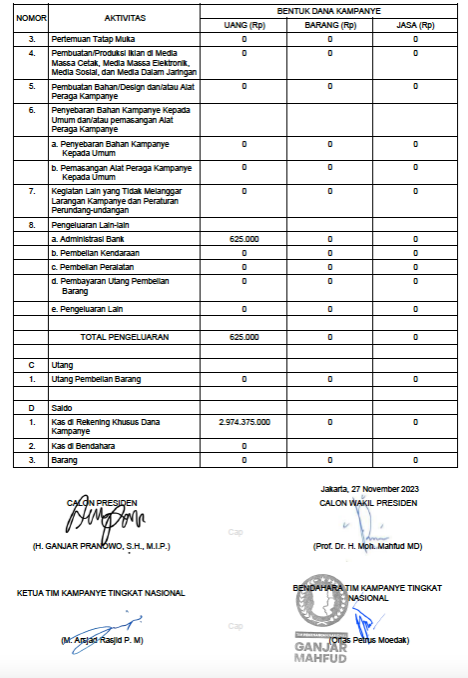 NOMOR AKTIVITAS BENTUK DANA KAMPANYE
UANG (Rp) BARANG (Rp) JASA (Rp)
3. Pertemuan Tatap Muka 0 0 0
4. Pembuatan/Produksi Iklan di Media 0 0 0
Massa Cetak, Media Massa Elektronik,
Media Sosial, dan Media Dalam Jaringan
5. Pembuatan Bahan/Design dan/atau Alat 0 0 0
Peraga Kampanye
6. Penyebaran Bahan Kampanye Kepada
Umum dan/atau pemasangan Alat
Peraga Kampanye
a. Penyebaran Bahan Kampanye 0 0 0
Kepada Umum
b. Pemasangan Alat Peraga Kampanye 0 0 0
Kepada Umum
7. Kegiatan Lain yang Tidak Melanggar 0 0 0
Larangan Kampanye dan Peraturan
Perundang-undangan
8. Pengeluaran Lain-lain
a. Administrasi Bank 625.000 0 0
b. Pembelian Kendaraan 0 0 0
c. Pembelian Peralatan 0 0 0
d. Pembayaran Utang Pembelian 0 0 0
Barang
e. Pengeluaran Lain 0 0 0
TOTAL PENGELUARAN 625.000 0 0
C Utang
1. Utang Pembelian Barang 0 0 0
D Saldo
1. Kas di Rekening Khusus Dana 2.974.375.000 0 0
Kampanye
2. Kas di Bendahara 0
3. Barang 0 0 0
Jakarta, 27 November 2023
CALON PRESIDEN CALON WAKIL PRESIDEN
Cap
(H. GANJAR PRANOWO, S.H., M.I.P.) (Prof. Dr. H. Moh. Mahfud MD)
KETUA TIM KAMPANYE TINGKAT NASIONAL BENDAHARA TIM KAMPANYE TINGKAT
NASIONAL
Cap
(M. Arsjad Rasjid P. M) (Olfas Petrus Moedak)
GANJAR
MAHFUD